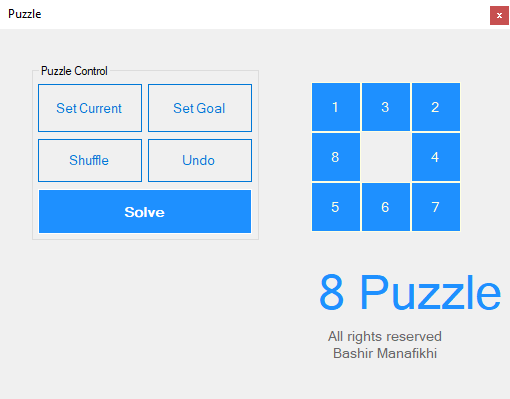 Puzzle
x
Puzzle Control
Set Current
Set Goal
Shuffle
Undo
Solve
1 3 2
8 4
5 6 7
8 Puzzle
All rights reserved
Bashir Manafikhi